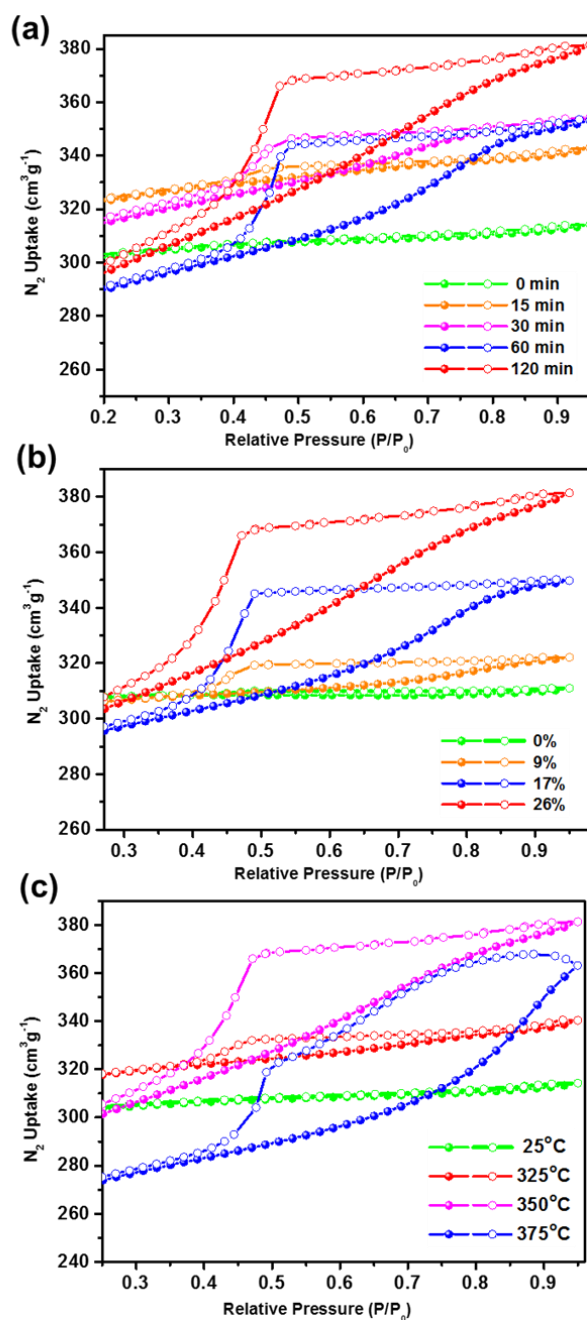 (a)
380
360
340
320
300
280
260
N₂ Uptake (cm³g⁻¹)
0 min
15 min
30 min
60 min
120 min
0.2 0.3 0.4 0.5 0.6 0.7 0.8 0.9
Relative Pressure (P/P₀)
(b)
400
380
360
340
320
300
280
260
N₂ Uptake (cm³g⁻¹)
0%
9%
17%
26%
0.3 0.4 0.5 0.6 0.7 0.8 0.9
Relative Pressure (P/P₀)
(c)
380
360
340
320
300
280
260
240
N₂ Uptake (cm³g⁻¹)
25°C
325°C
350°C
375°C
0.3 0.4 0.5 0.6 0.7 0.8 0.9
Relative Pressure (P/P₀)